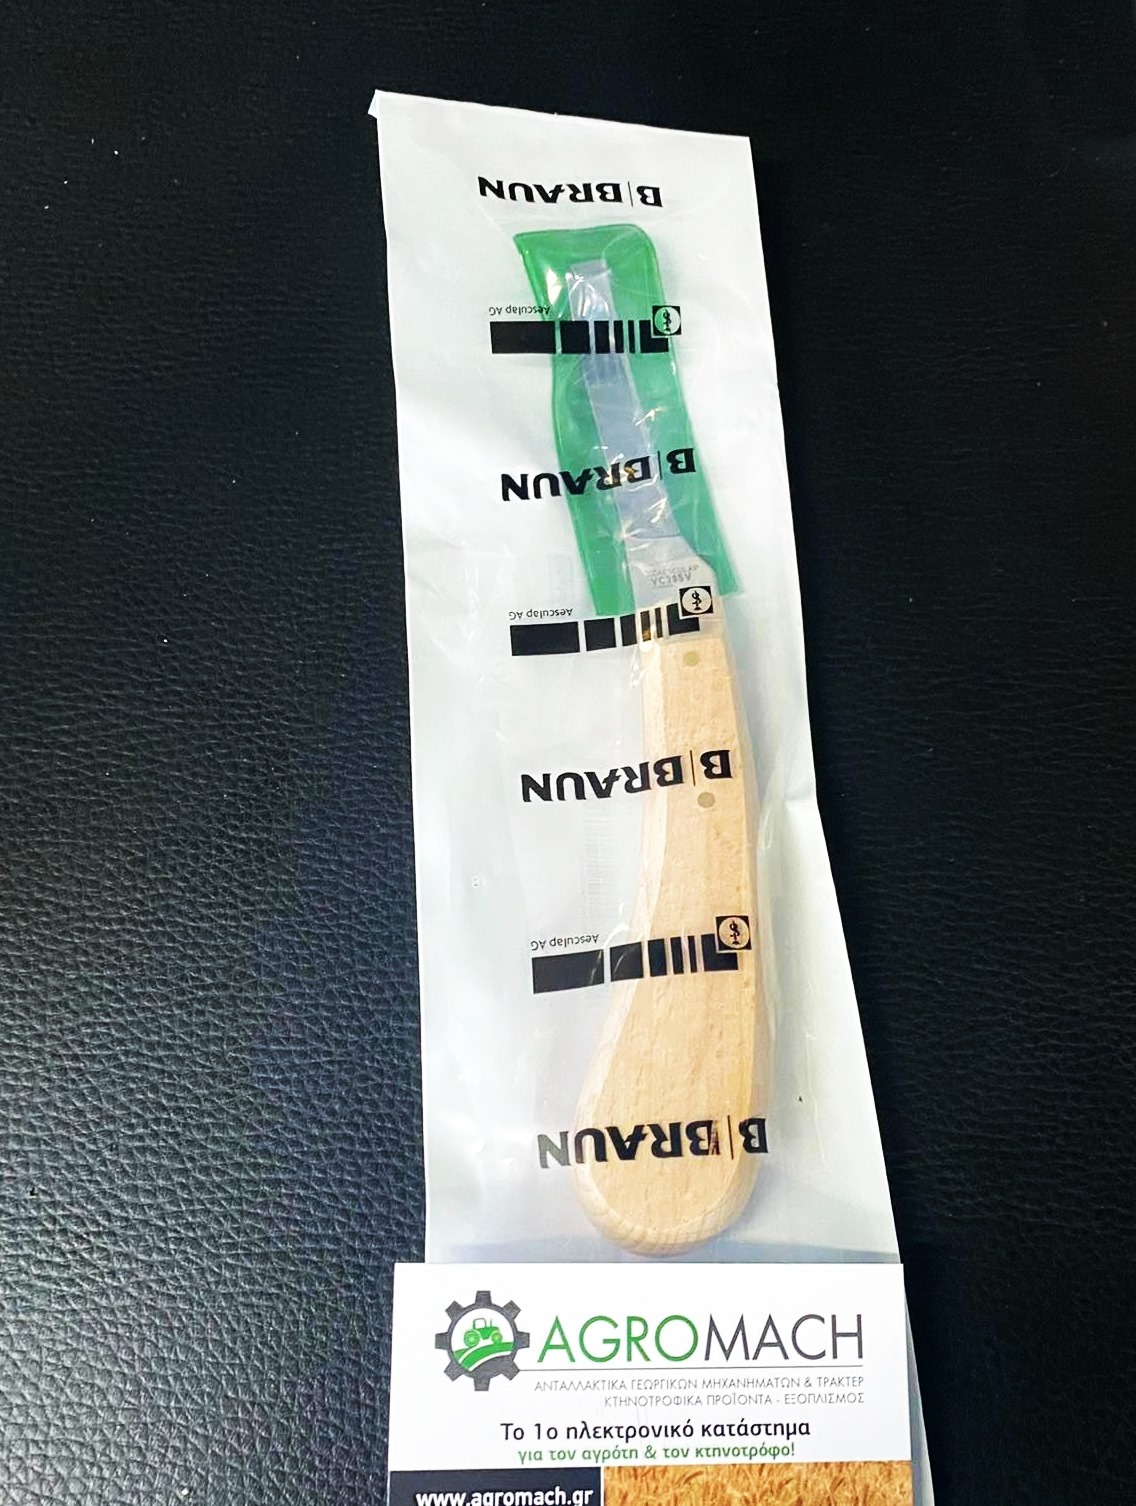 B|BRAUN
Aesculap AG
B|BRAUN
VC305V
Aesculap AG
B|BRAUN
Aesculap AG
B|BRAUN
AGROMACH
ΑΝΤΑΛΛΑΚΤΙΚΑ ΓΕΩΡΓΙΚΩΝ ΜΗΧΑΝΗΜΑΤΩΝ & ΤΡΑΚΤΕΡ
ΚΤΗΝΟΤΡΟΦΙΚΑ ΠΡΟΪΟΝΤΑ - ΕΞΟΠΛΙΣΜΟΣ
Το 1ο ηλεκτρονικό κατάστημα
για τον αγρότη & τον κτηνοτρόφο!
www.agromach.gr